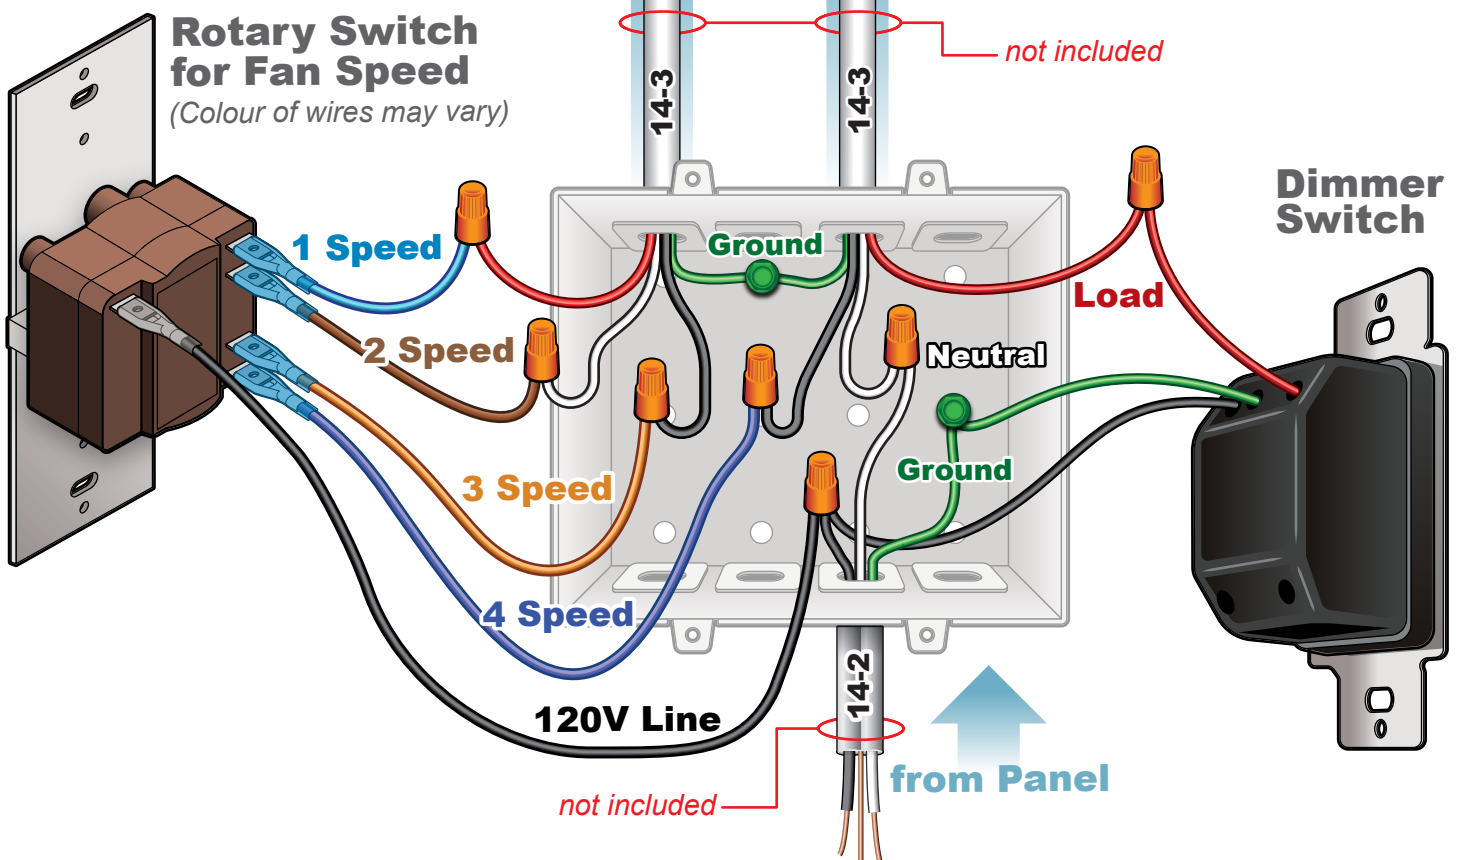 Rotary Switch
for Fan Speed
(Colour of wires may vary)
14-3
14-3
not included
Dimmer
Switch
1 Speed
Ground
Load
2 Speed
Neutral
3 Speed
Ground
4 Speed
120V Line
14-2
from Panel
not included